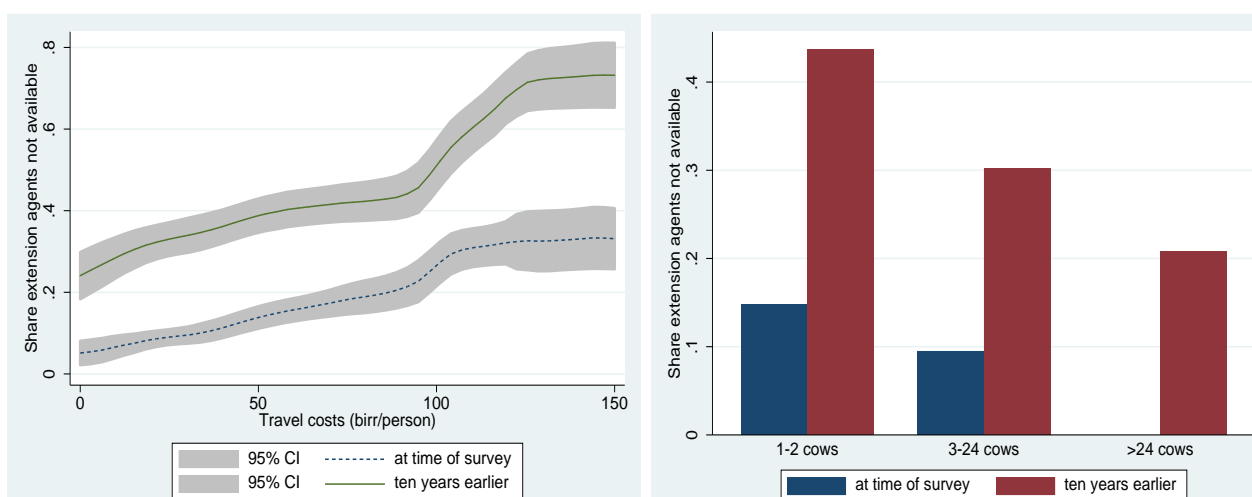 Share extension agents not available
.8
.6
.4
.2
0
0 50 100 150
Travel costs (birr/person)
95% CI at time of survey
95% CI ten years earlier
Share extension agents not available
.4
.3
.2
.1
0
1-2 cows 3-24 cows >24 cows
at time of survey ten years earlier